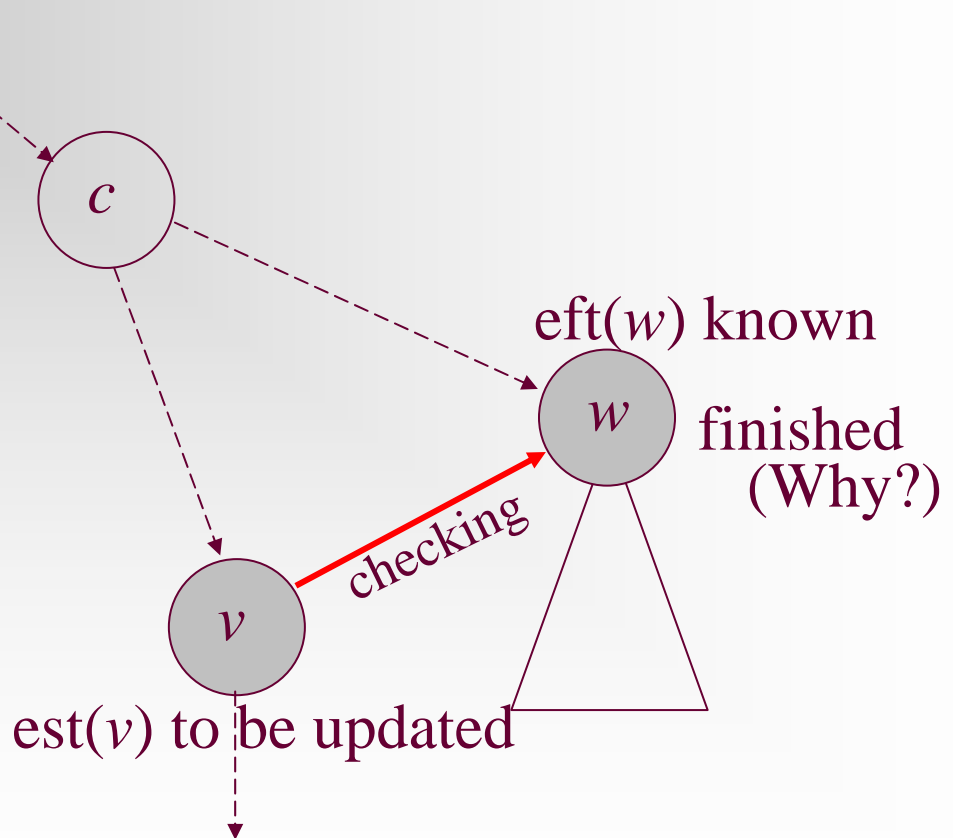 c
eft(w) known
w
finished
(Why?)
checking
v
est(v) to be updated